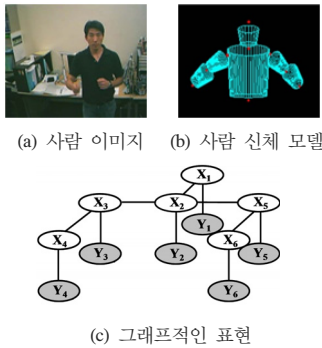 (a) 사람 이미지 (b) 사람 신체 모델
X1
X3 X2 X5
Y1
X4 Y3 Y2 X6 Y5
Y4 Y6
(c) 그래프적인 표현